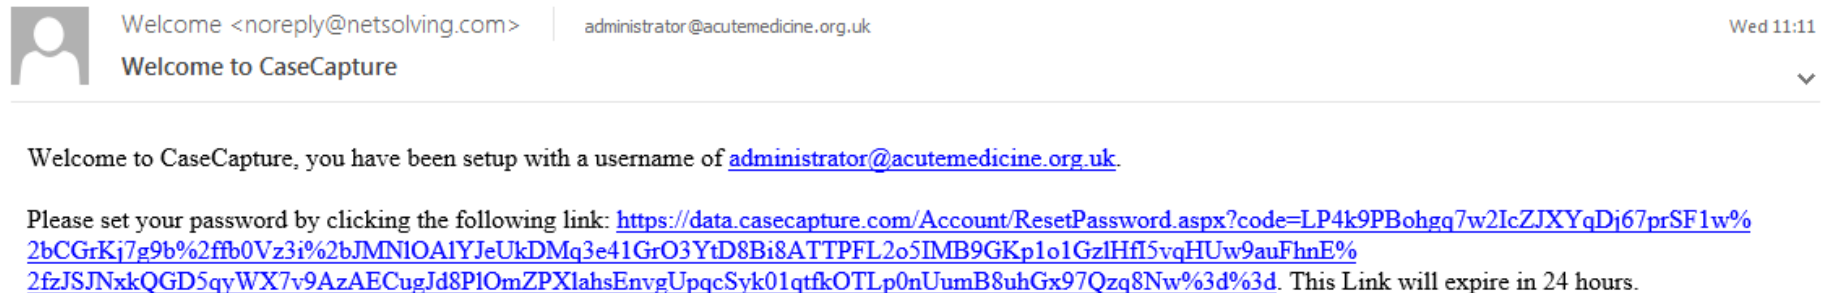 Welcome <noreply@netsolving.com> administrator@acutemedicine.org.uk Wed 11:11
Welcome to CaseCapture
Welcome to CaseCapture, you have been setup with a username of administrator@acutemedicine.org.uk.
Please set your password by clicking the following link: https://data.casecapture.com/Account/ResetPassword.aspx?code=LP4k9PBohgq7w2IcZJXYqDj67prSF1w%
2bCGrKj7g9b%2ffb0Vz3i%2bJMNlOAlYJeUkDMq3e41GrO3YtD8Bi8ATTPFL2o5IMB9GKp1o1GzlHfI5vqHUw9auFhnE%
2fzJSJNxkQGD5qyWX7v9AzAECugJd8PlOmZPXlahsEnvgUpqcSyk01qtfkOTLp0nUumB8uhGx97Qzq8Nw%3d%3d. This Link will expire in 24 hours.